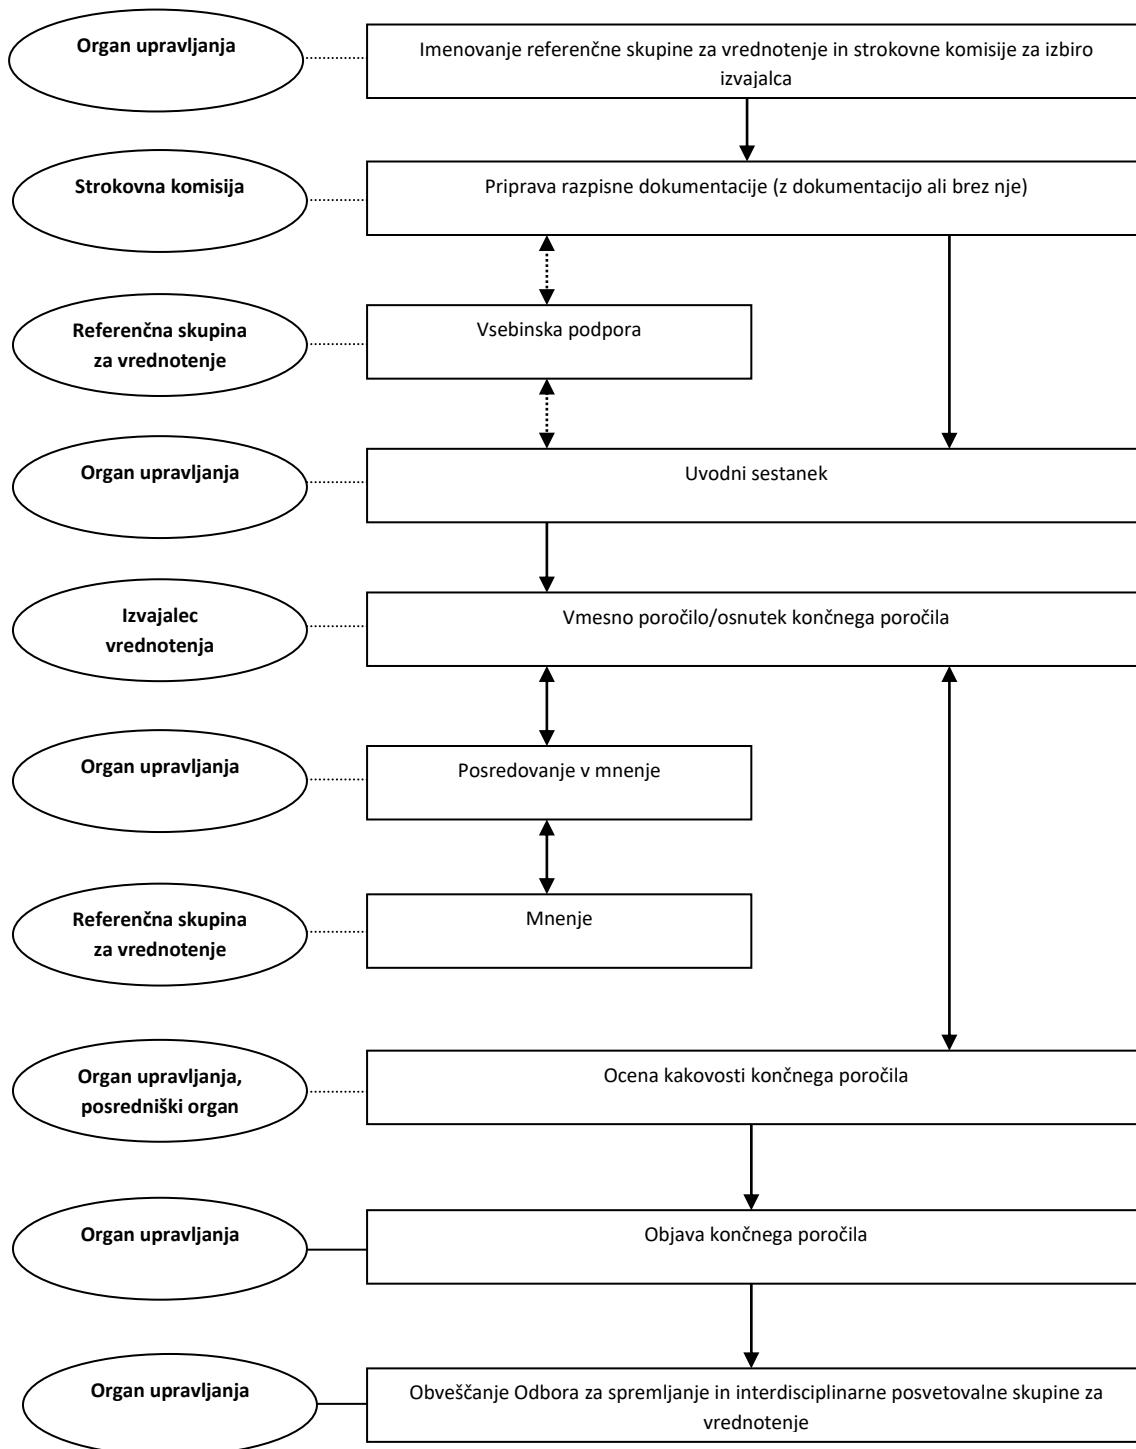 Organ upravljanja
Imenovanje referenčne skupine za vrednotenje in strokovne komisije za izbiro
izvajalca
Strokovna komisija
Priprava razpisne dokumentacije (z dokumentacijo ali brez nje)
Referenčna skupina
za vrednotenje
Vsebinska podpora
Organ upravljanja
Uvodni sestanek
Izvajalec
vrednotenja
Vmesno poročilo/osnutek končnega poročila
Organ upravljanja
Posredovanje v mnenje
Referenčna skupina
za vrednotenje
Mnenje
Organ upravljanja,
posredniški organ
Ocena kakovosti končnega poročila
Organ upravljanja
Objava končnega poročila
Organ upravljanja
Obveščanje Odbora za spremljanje in interdisciplinarne posvetovalne skupine za
vrednotenje